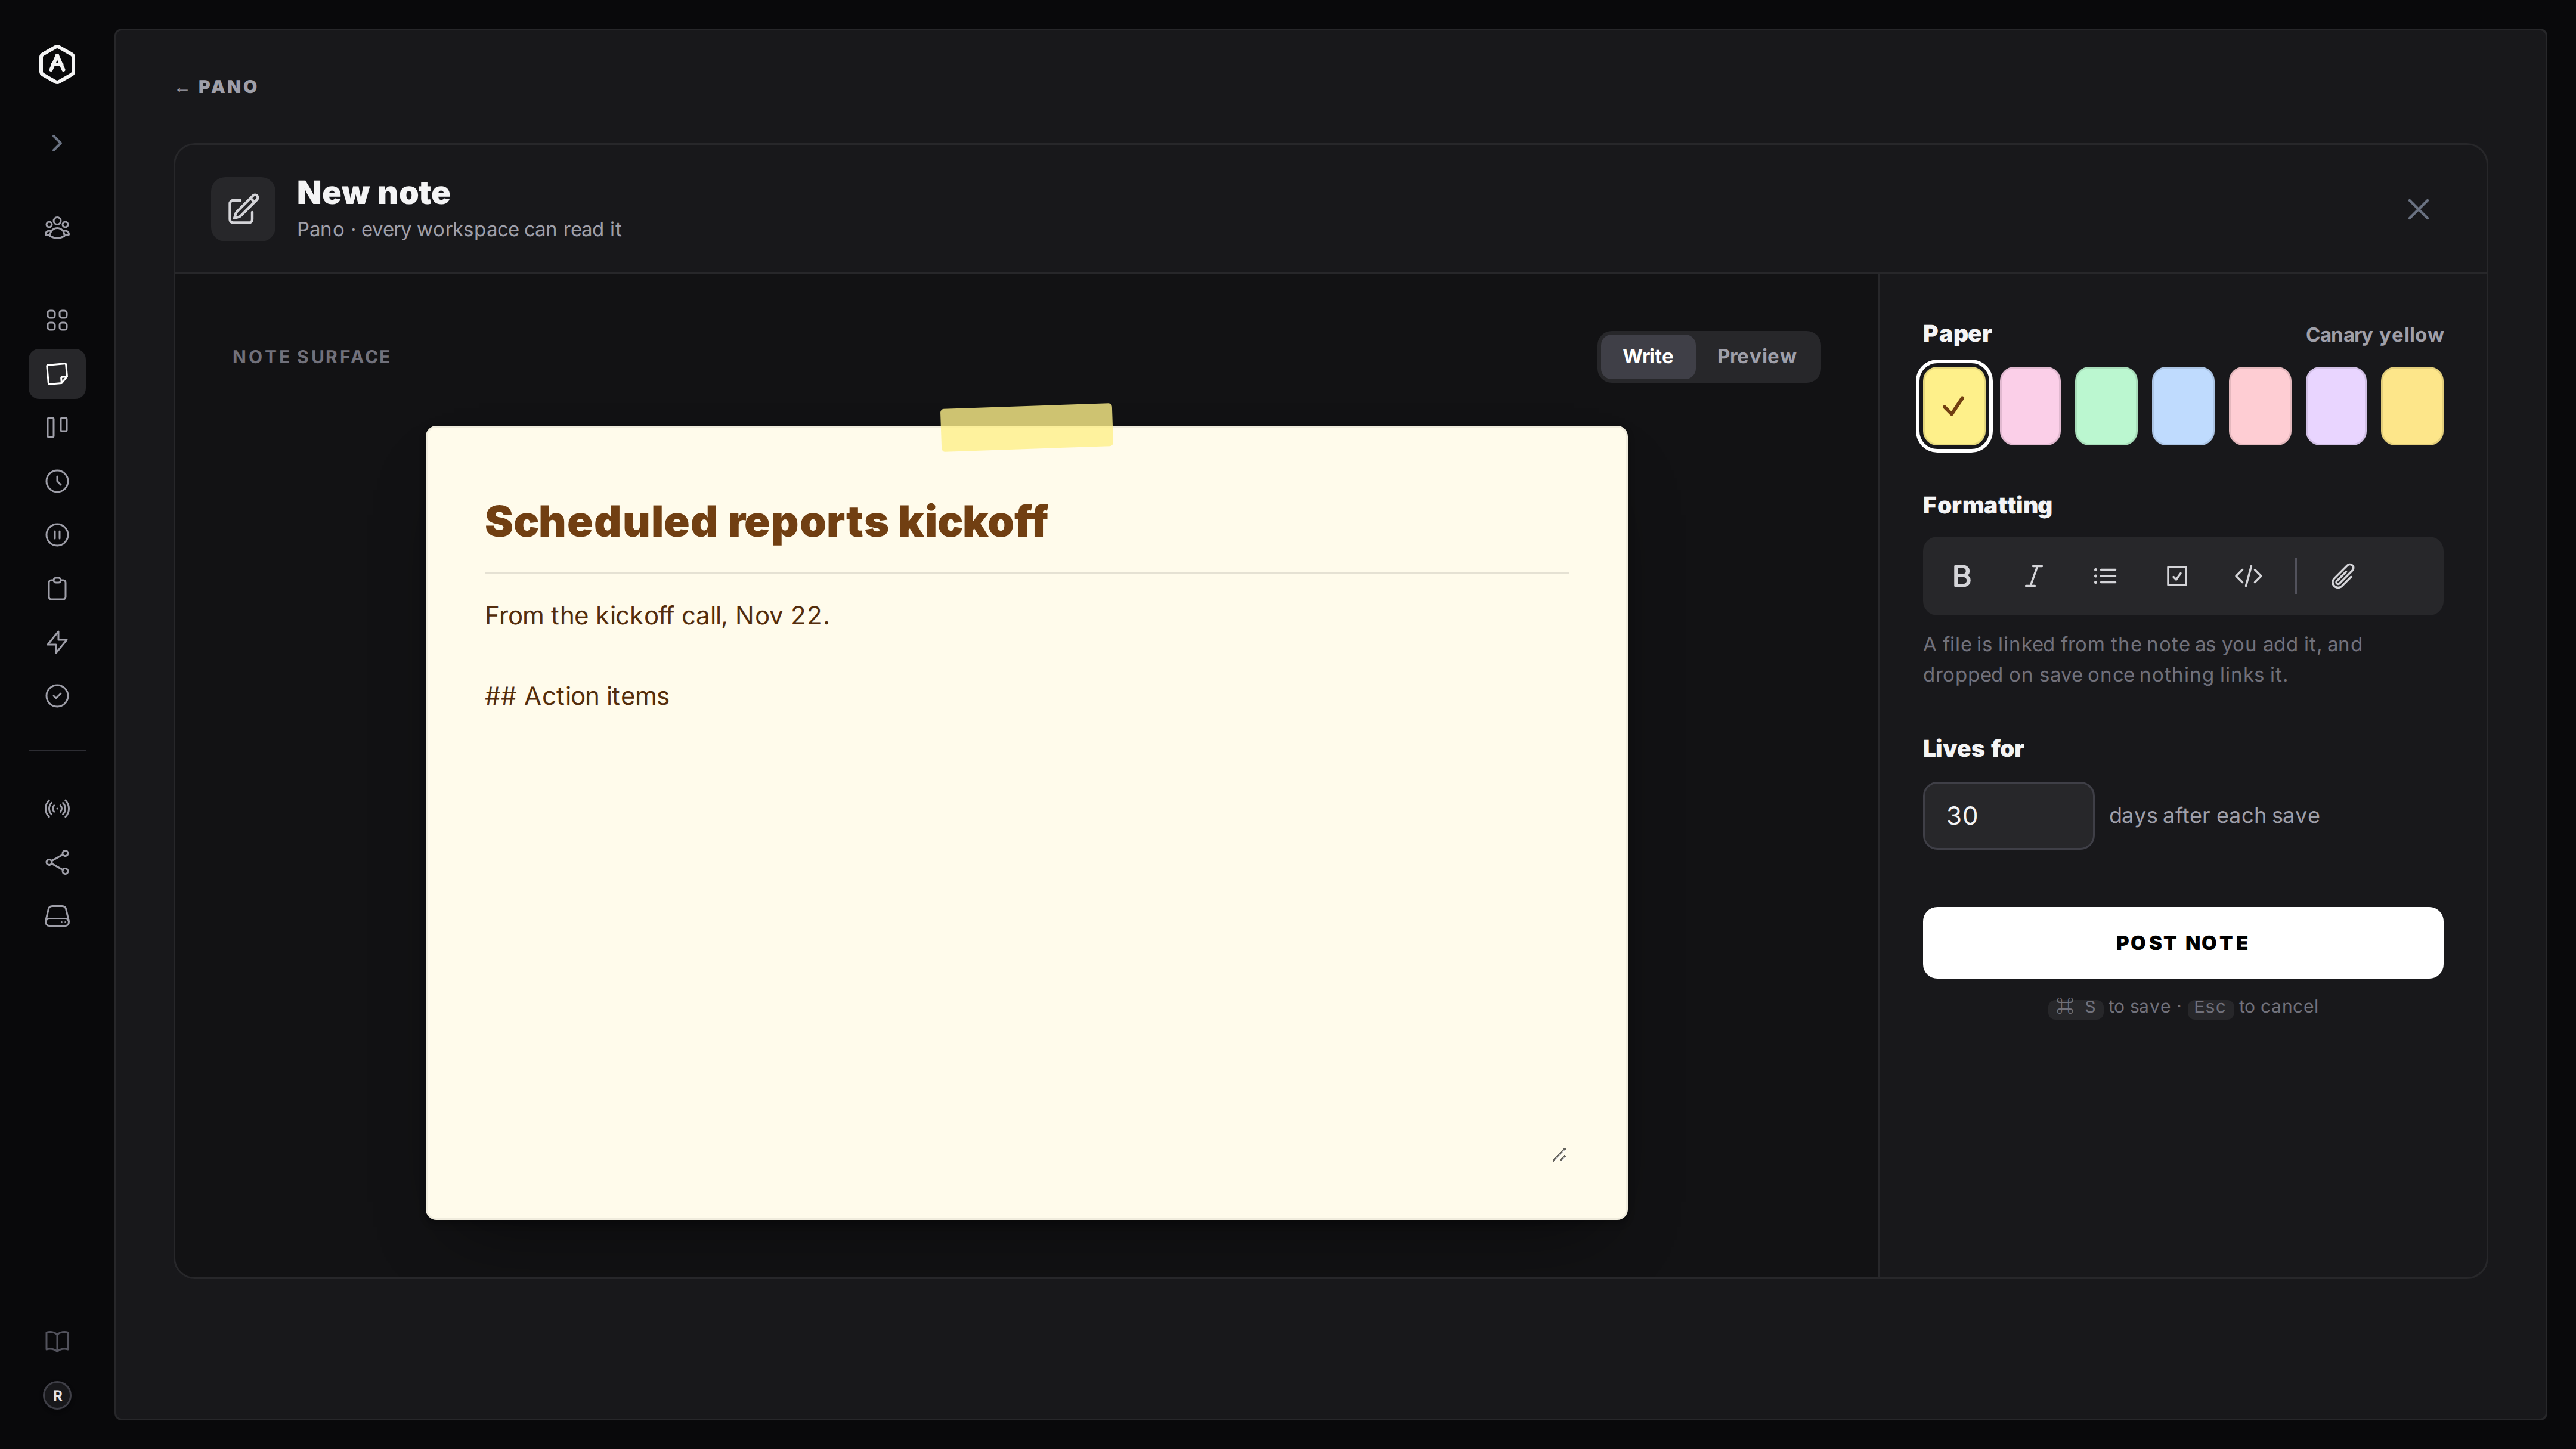 ← PANO
New note
Pano · every workspace can read it
NOTE SURFACE
Write Preview
Scheduled reports kickoff
From the kickoff call, Nov 22.
## Action items
Paper
Canary yellow
Formatting
B I
A file is linked from the note as you add it, and
dropped on save once nothing links it.
Lives for
30 days after each save
POST NOTE
⌘ S to save · Esc to cancel
A
R